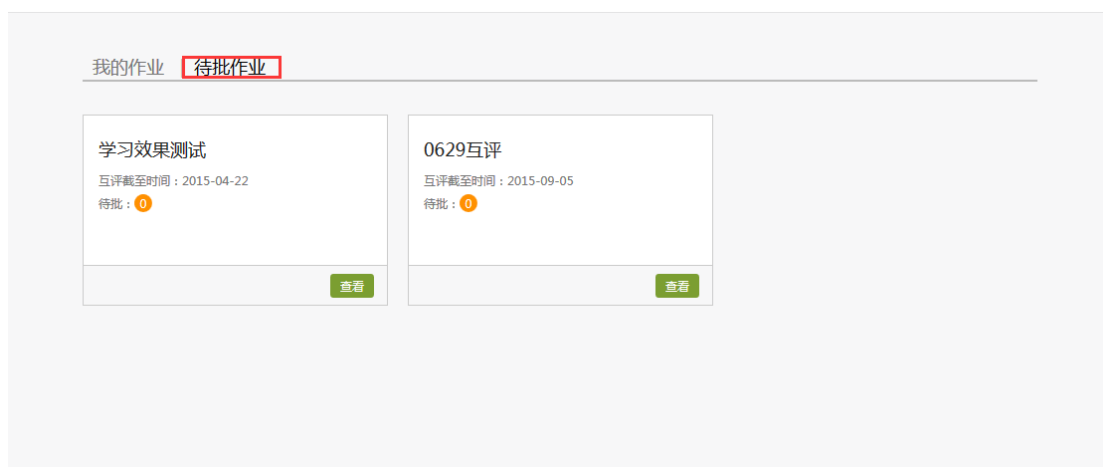 我的作业 待批作业
学习效果测试
互评截至时间：2015-04-22
待批：0
查看
0629互评
互评截至时间：2015-09-05
待批：0
查看